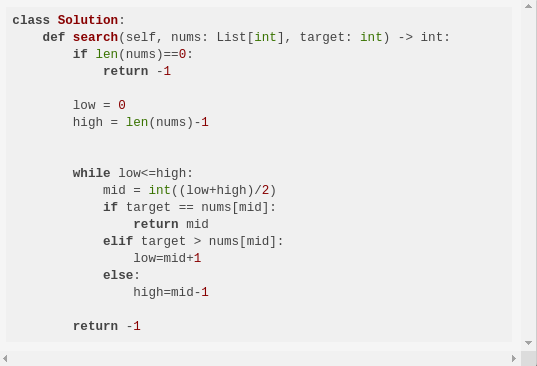 class Solution:
    def search(self, nums: List[int], target: int) -> int:
        if len(nums)==0:
            return -1
        low = 0
        high = len(nums)-1
        while low<=high:
            mid = int((low+high)/2)
            if target == nums[mid]:
                return mid
            elif target > nums[mid]:
                low=mid+1
            else:
                high=mid-1
        return -1